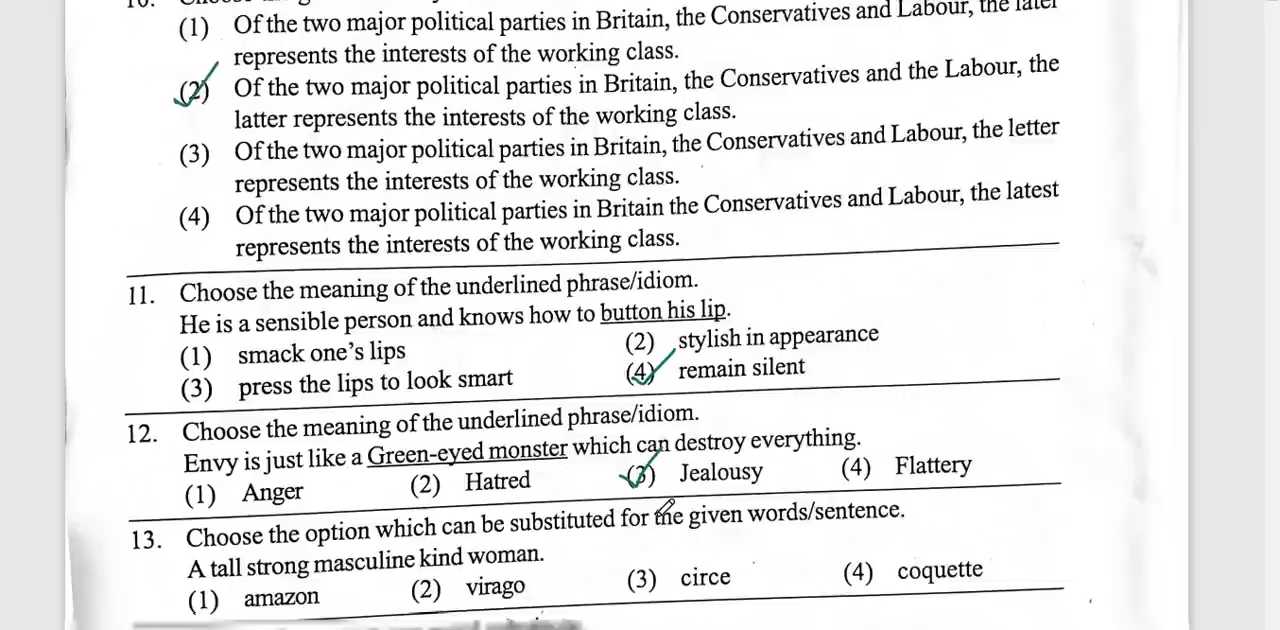 (1) Of the two major political parties in Britain, the Conservatives and Labour, the later
represents the interests of the working class.
(2) Of the two major political parties in Britain, the Conservatives and the Labour, the
latter represents the interests of the working class.
(3) Of the two major political parties in Britain, the Conservatives and Labour, the letter
represents the interests of the working class.
(4) Of the two major political parties in Britain the Conservatives and Labour, the latest
represents the interests of the working class.
11. Choose the meaning of the underlined phrase/idiom.
He is a sensible person and knows how to button his lip.
(1) smack one's lips (2) stylish in appearance
(3) press the lips to look smart (4) remain silent
12. Choose the meaning of the underlined phrase/idiom.
Envy is just like a Green-eyed monster which can destroy everything.
(1) Anger (2) Hatred (3) Jealousy (4) Flattery
13. Choose the option which can be substituted for the given words/sentence.
A tall strong masculine kind woman.
(1) amazon (2) virago (3) circe (4) coquette